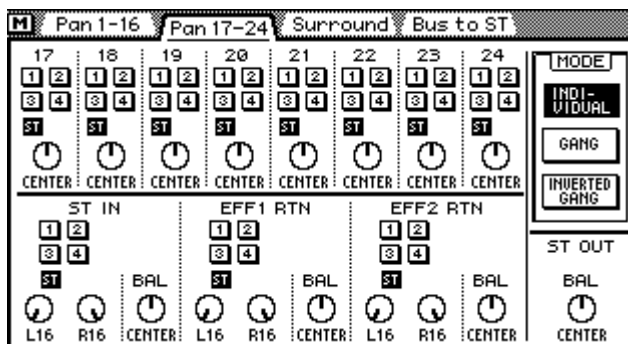 M Pan 1-16 Pan 17-24 Surround Bus to ST
17 18 19 20 21 22 23 24 MODE
1 2 1 2 1 2 1 2 1 2 1 2 1 2 1 2
3 4 3 4 3 4 3 4 3 4 3 4 3 4 3 4 INDI-
VIDUAL
ST ST ST ST ST ST ST ST
GANG
CENTER CENTER CENTER CENTER CENTER CENTER CENTER CENTER INVERTED
GANG
ST IN EFF1 RTN EFF2 RTN
1 2 1 2 1 2
3 4 3 4 3 4 ST OUT
ST BAL ST BAL ST BAL BAL
L16 R16 CENTER L16 R16 CENTER L16 R16 CENTER CENTER